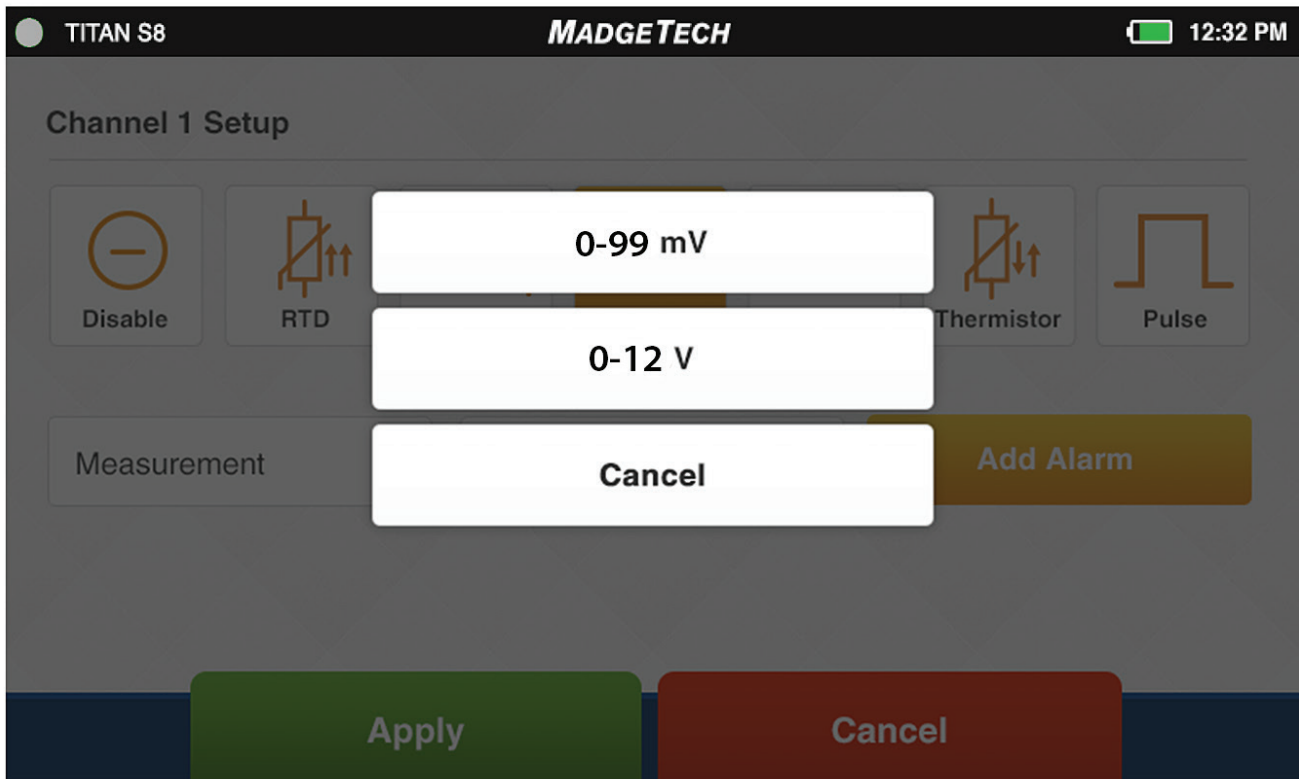 TITAN S8 MADGETECH 12:32 PM
Channel 1 Setup
0-99 mV
Disable RTD Thermistor Pulse
0-12 V
Measurement Add Alarm
Cancel
Apply Cancel